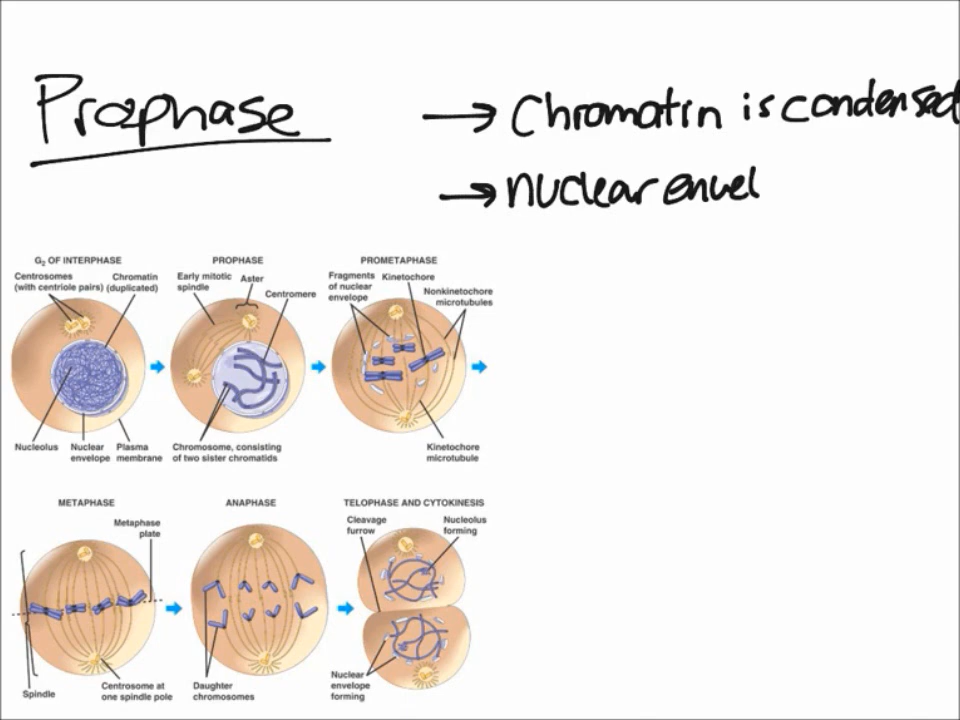 Prophase → Chromatin is condensed
→ nuclear envel
G₂ OF INTERPHASE
Centrosomes
(with centriole pairs)
Chromatin
(duplicated)
Nucleolus
Nuclear
envelope
Plasma
membrane
PROPHASE
Early mitotic
spindle
Aster
Centromere
Chromosome, consisting
of two sister chromatids
PROMETAPHASE
Fragments
of nuclear
envelope
Kinetochore
Nonkinetochore
microtubules
Kinetochore
microtubule
METAPHASE
Metaphase
plate
Spindle
Centrosome at
one spindle pole
ANAPHASE
Daughter
chromosomes
TELOPHASE AND CYTOKINESIS
Cleavage
furrow
Nucleolus
forming
Nuclear
envelope
forming